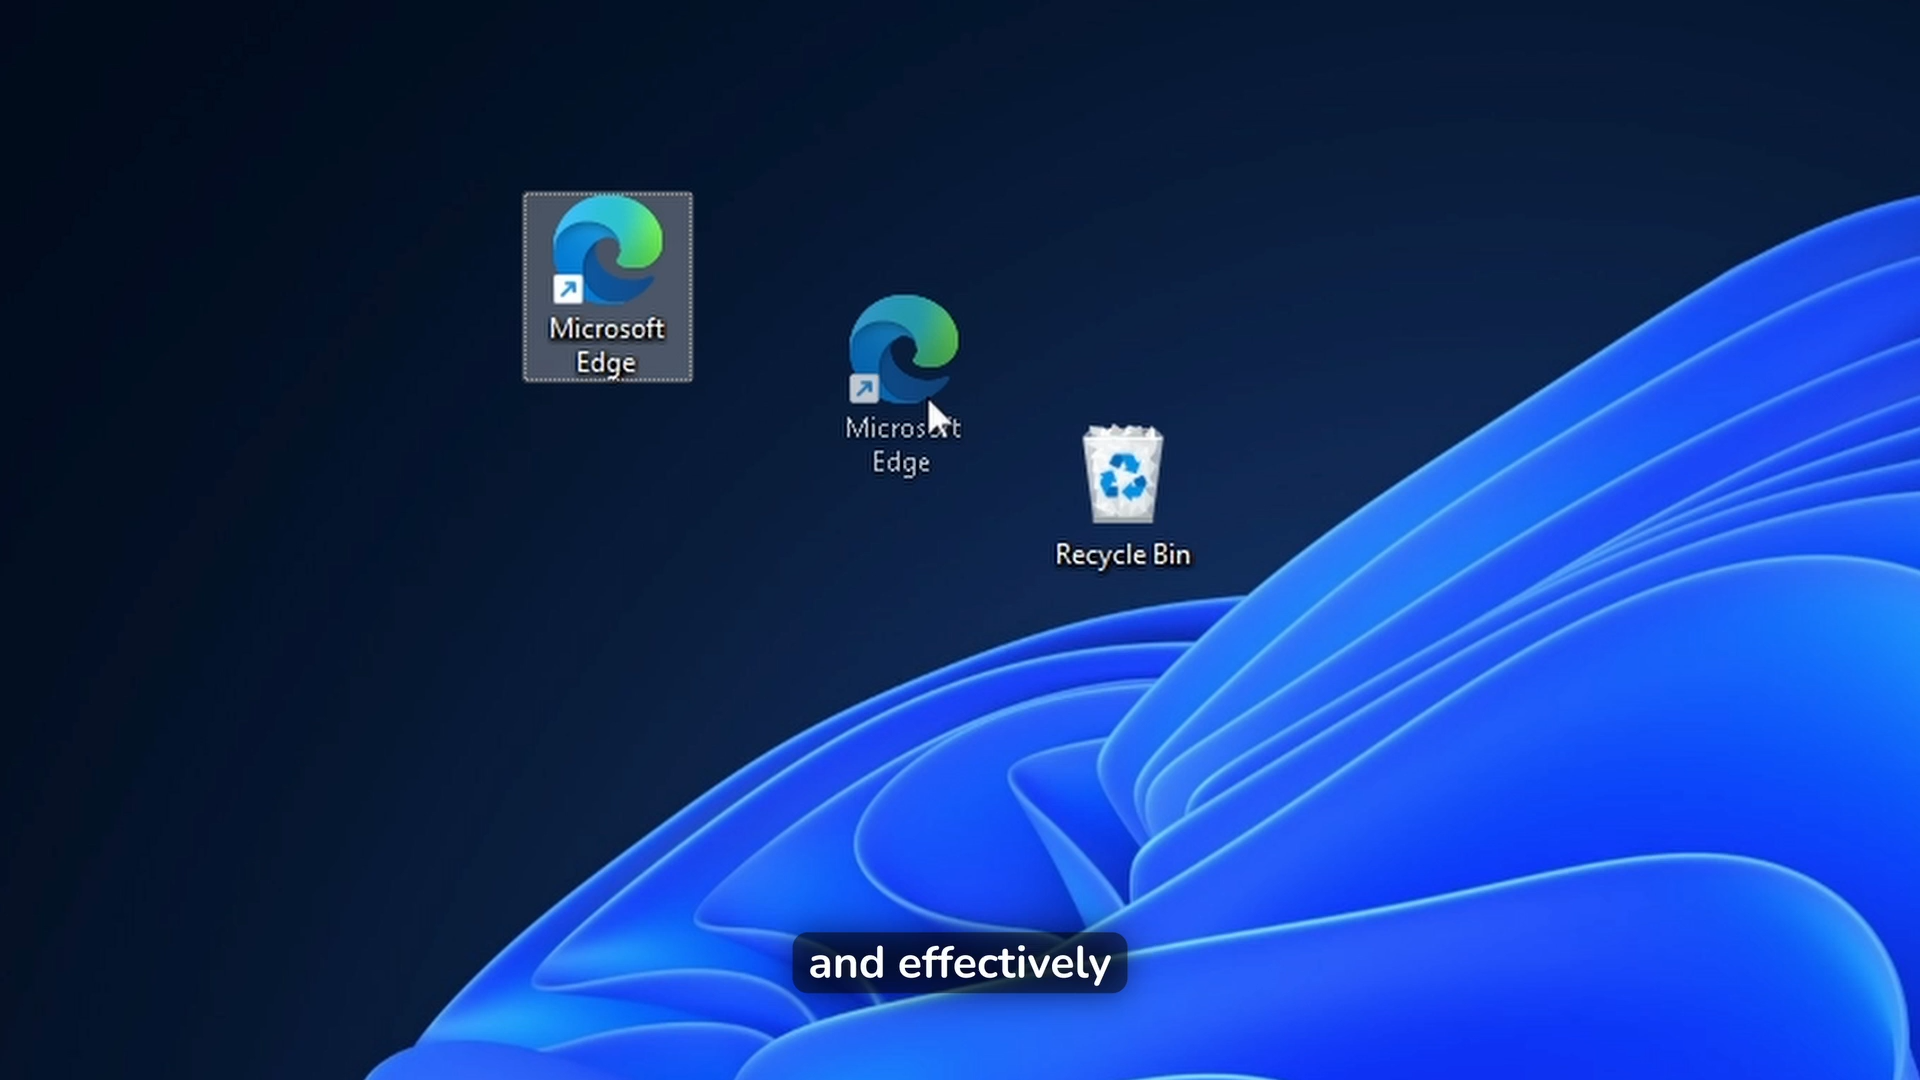 Microsoft
Edge
Microsoft
Edge
Recycle Bin
and effectively